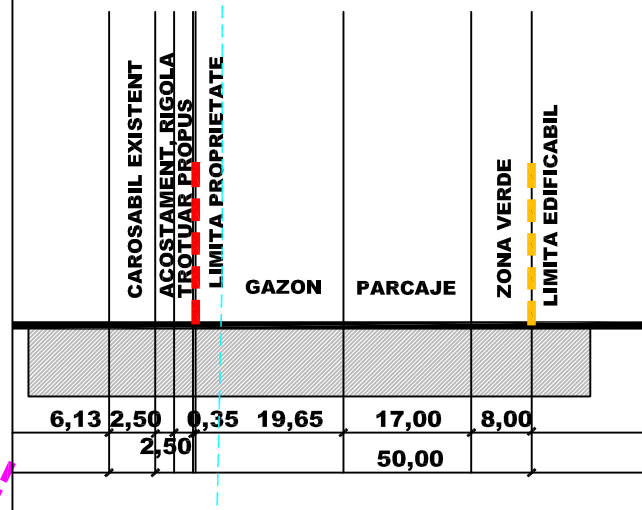 CAROSABIL EXISTENT
ACOSTAMENT, RIGOLA
TROTUAR PROPUS
LIMITA PROPRIETATE
GAZON
PARCAJE
ZONA VERDE
LIMITA EDIFICABIL
6,13 2,50 0,35 19,65 17,00 8,00
2,50 50,00